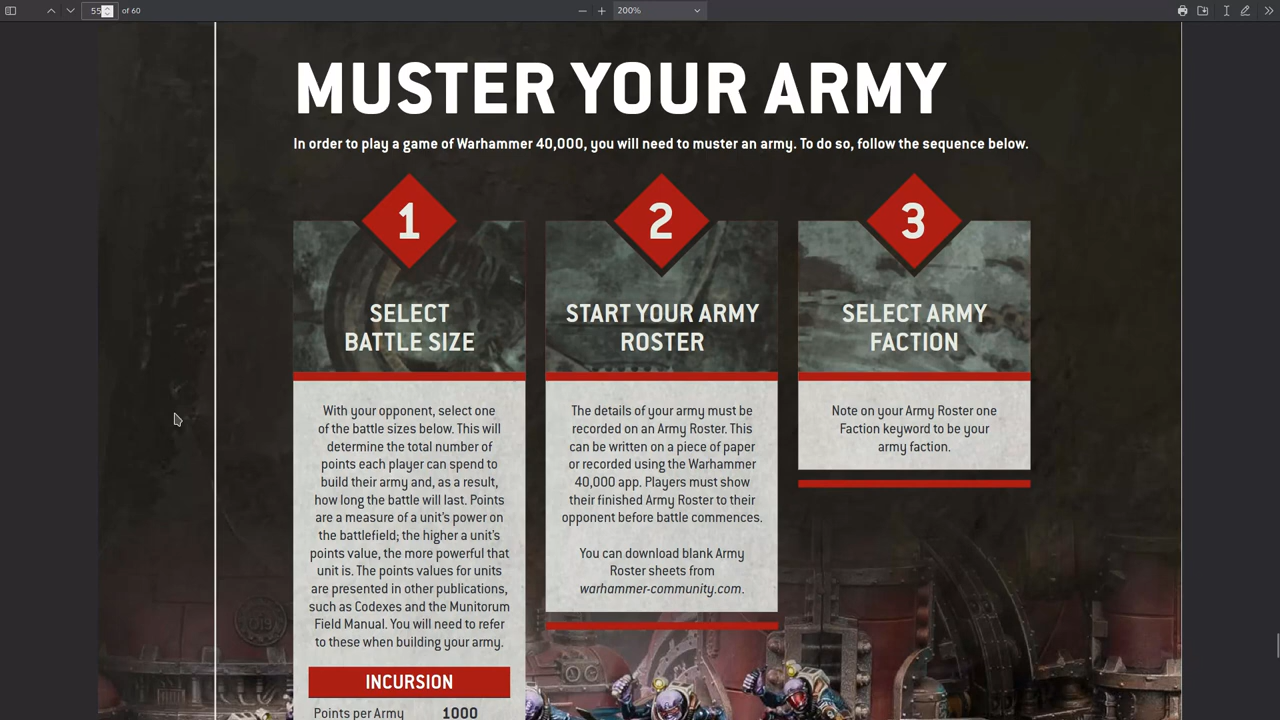 55 of 60 200%
MUSTER YOUR ARMY
In order to play a game of Warhammer 40,000, you will need to muster an army. To do so, follow the sequence below.
1
SELECT
BATTLE SIZE
With your opponent, select one
of the battle sizes below. This will
determine the total number of
points each player can spend to
build their army and, as a result,
how long the battle will last. Points
are a measure of a unit's power on
the battlefield; the higher a unit's
points value, the more powerful that
unit is. The points values for units
are presented in other publications,
such as Codexes and the Munitorum
Field Manual. You will need to refer
to these when building your army.
INCURSION
Points per Army 1000
2
START YOUR ARMY
ROSTER
The details of your army must be
recorded on an Army Roster. This
can be written on a piece of paper
or recorded using the Warhammer
40,000 app. Players must show
their finished Army Roster to their
opponent before battle commences.
You can download blank Army
Roster sheets from
warhammer-community.com.
3
SELECT ARMY
FACTION
Note on your Army Roster one
Faction keyword to be your
army faction.